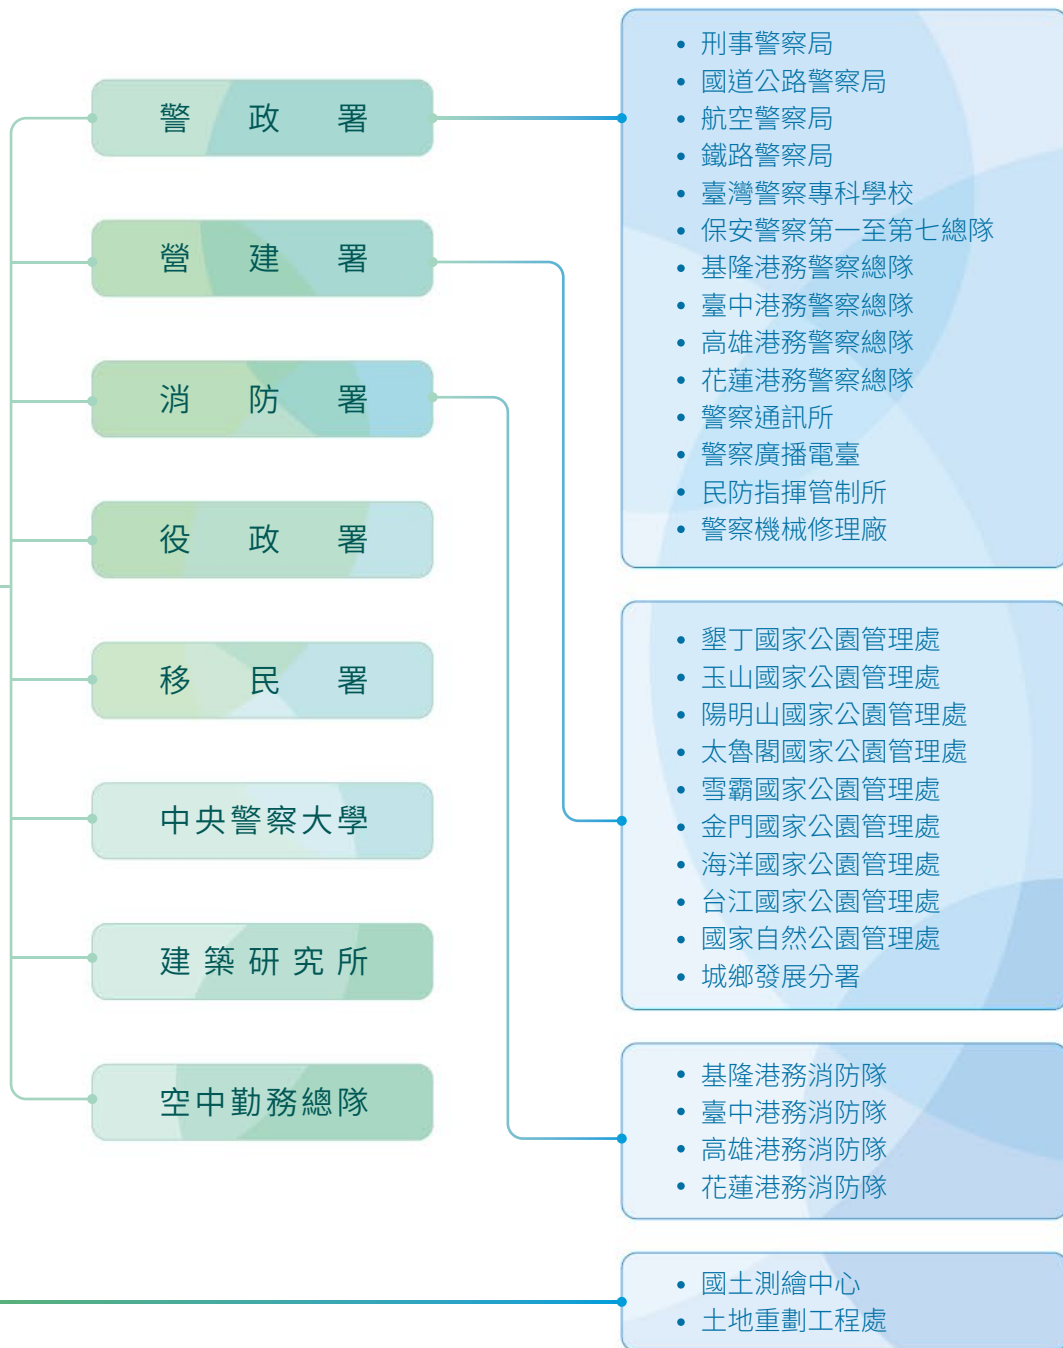 警政署
營建署
消防署
役政署
移民署
中央警察大學
建築研究所
空中勤務總隊
• 刑事警察局
• 國道公路警察局
• 航空警察局
• 鐵路警察局
• 臺灣警察專科學校
• 保安警察第一至第七總隊
• 基隆港務警察總隊
• 臺中港務警察總隊
• 高雄港務警察總隊
• 花蓮港務警察總隊
• 警察通訊所
• 警察廣播電臺
• 民防指揮管制所
• 警察機械修理廠
• 墾丁國家公園管理處
• 玉山國家公園管理處
• 陽明山國家公園管理處
• 太魯閣國家公園管理處
• 雪霸國家公園管理處
• 金門國家公園管理處
• 海洋國家公園管理處
• 台江國家公園管理處
• 國家自然公園管理處
• 城鄉發展分署
• 基隆港務消防隊
• 臺中港務消防隊
• 高雄港務消防隊
• 花蓮港務消防隊
• 國土測繪中心
• 土地重劃工程處